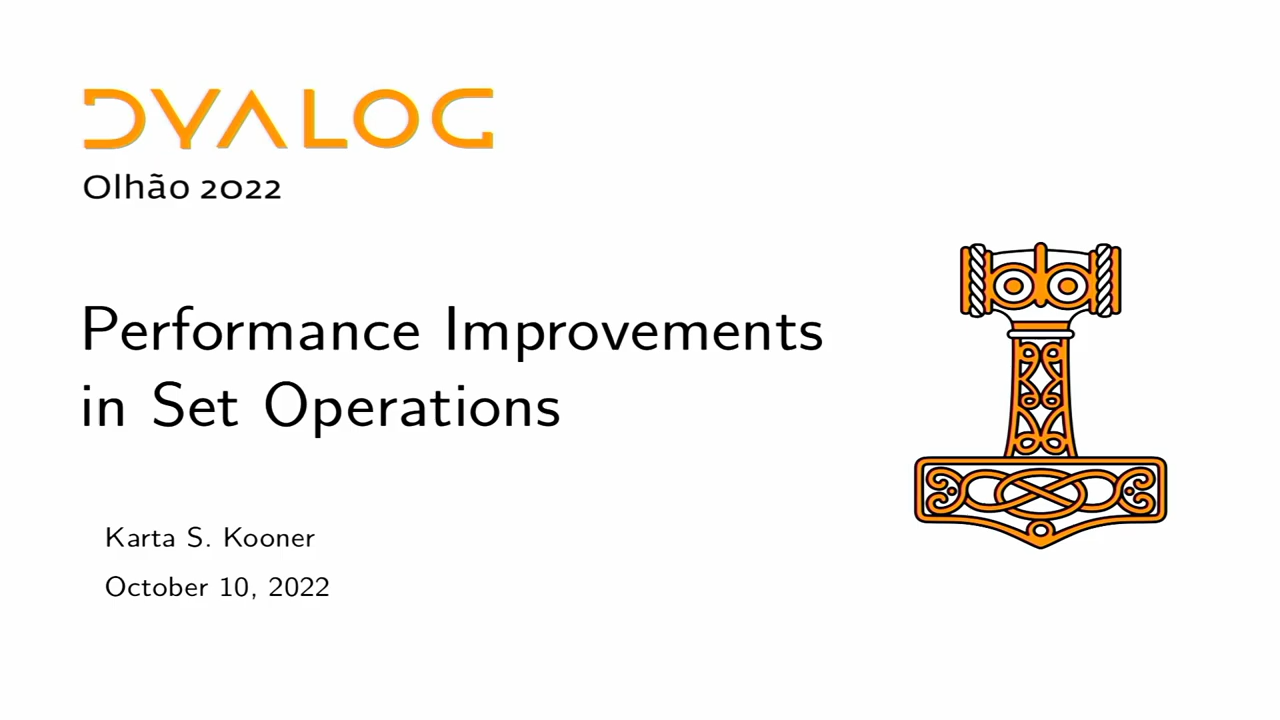 DYALOG
Olhão 2022
Performance Improvements
in Set Operations
Karta S. Kooner
October 10, 2022